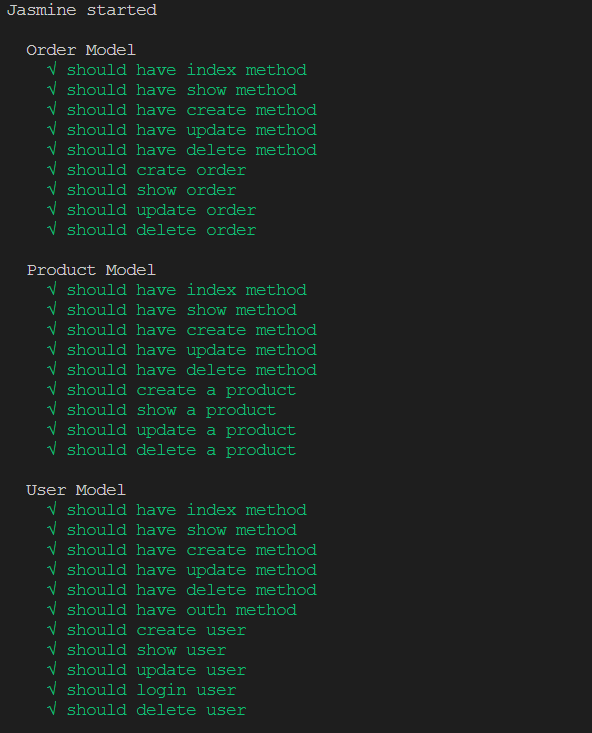 Jasmine started
Order Model
√ should have index method
√ should have show method
√ should have create method
√ should have update method
√ should have delete method
√ should crate order
√ should show order
√ should update order
√ should delete order
Product Model
√ should have index method
√ should have show method
√ should have create method
√ should have update method
√ should have delete method
√ should create a product
√ should show a product
√ should update a product
√ should delete a product
User Model
√ should have index method
√ should have show method
√ should have create method
√ should have update method
√ should have delete method
√ should have outh method
√ should create user
√ should show user
√ should update user
√ should login user
√ should delete user